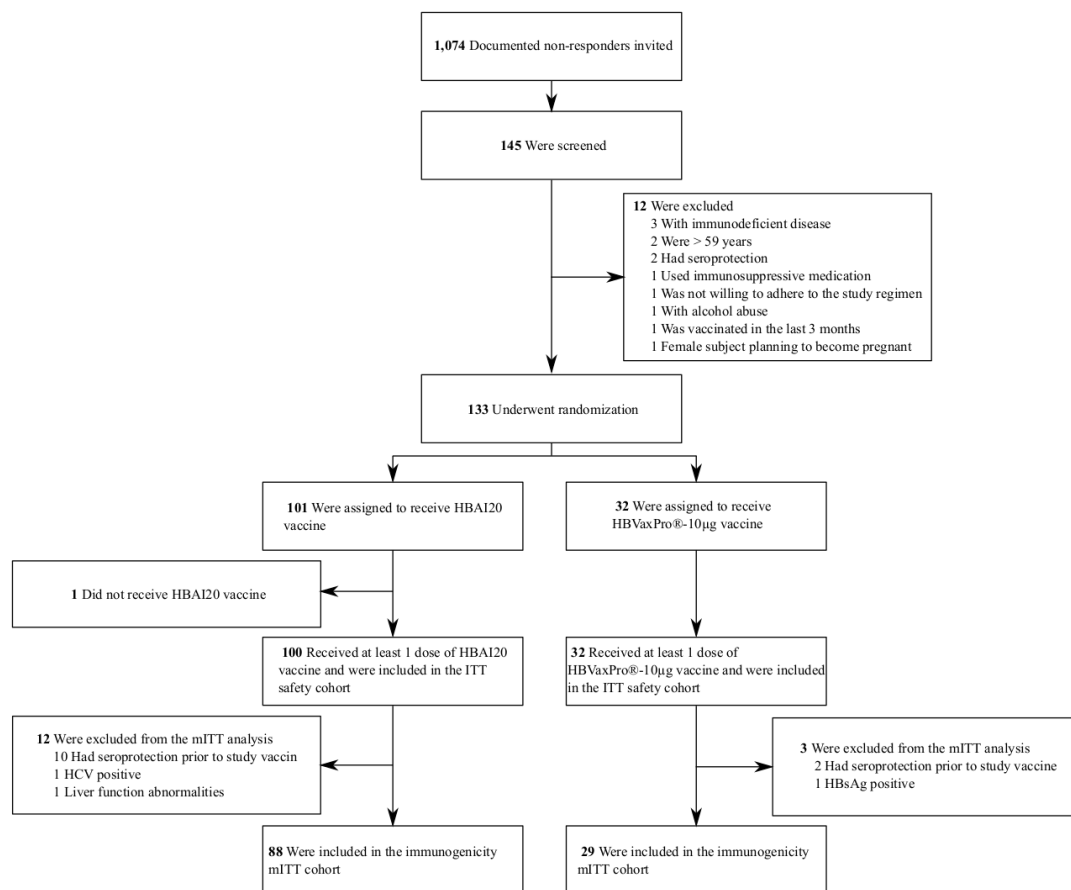 1,074 Documented non-responders invited
145 Were screened
12 Were excluded
3 With immunodeficient disease
2 Were > 59 years
2 Had seroprotection
1 Used immunosuppressive medication
1 Was not willing to adhere to the study regimen
1 With alcohol abuse
1 Was vaccinated in the last 3 months
1 Female subject planning to become pregnant
133 Underwent randomization
101 Were assigned to receive HBAI20
vaccine
32 Were assigned to receive
HBVaxPro®-10µg vaccine
1 Did not receive HBAI20 vaccine
100 Received at least 1 dose of HBAI20
vaccine and were included in the ITT
safety cohort
32 Received at least 1 dose of
HBVaxPro®-10µg vaccine and were included
in the ITT safety cohort
12 Were excluded from the mITT analysis
10 Had seroprotection prior to study vaccin
1 HCV positive
1 Liver function abnormalities
3 Were excluded from the mITT analysis
2 Had seroprotection prior to study vaccine
1 HBsAg positive
88 Were included in the immunogenicity
mITT cohort
29 Were included in the immunogenicity
mITT cohort